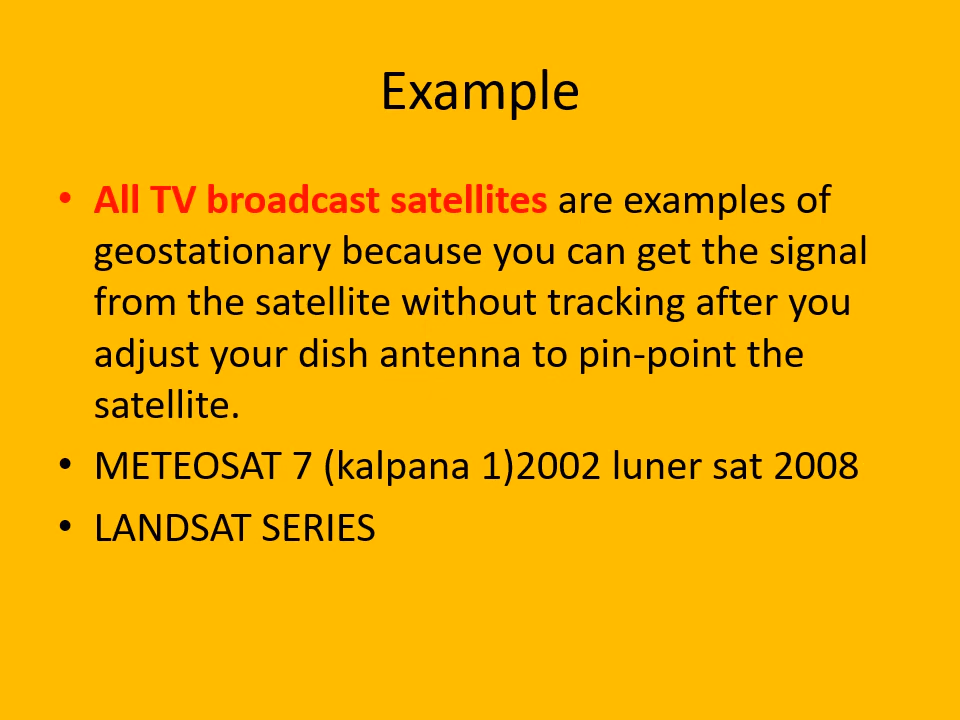 Example
• All TV broadcast satellites are examples of
geostationary because you can get the signal
from the satellite without tracking after you
adjust your dish antenna to pin-point the
satellite.
• METEOSAT 7 (kalpana 1)2002 luner sat 2008
• LANDSAT SERIES